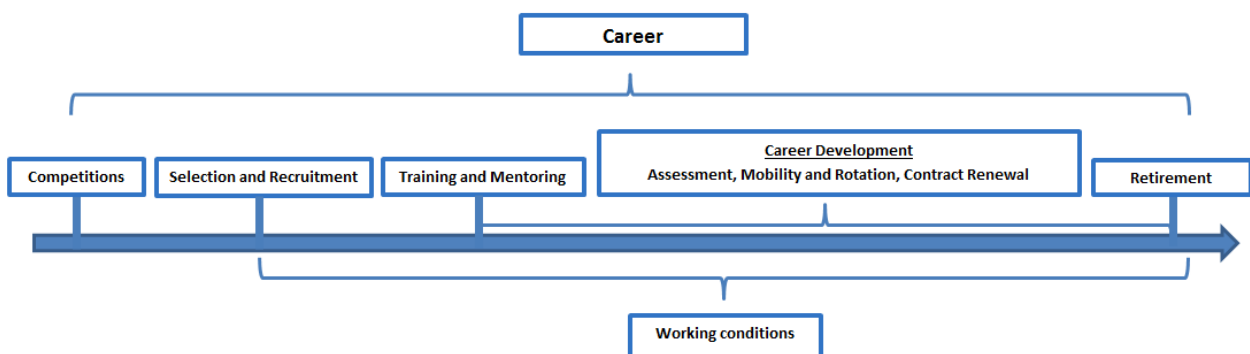 Career
Competitions
Selection and Recruitment
Training and Mentoring
Career Development
Assessment, Mobility and Rotation, Contract Renewal
Retirement
Working conditions